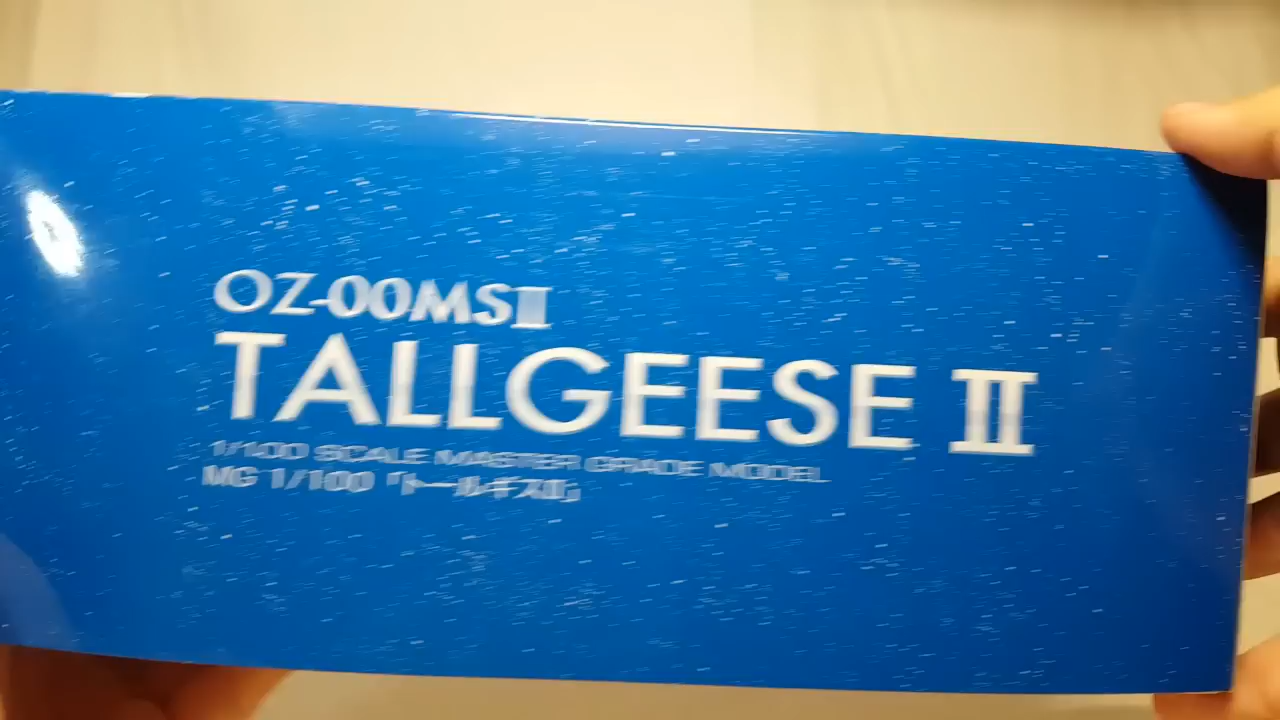 OZ-00MSⅡ
TALLGEESE Ⅱ
1/100 SCALE MASTER GRADE MODEL
MG 1/100 「トールギスⅡ」